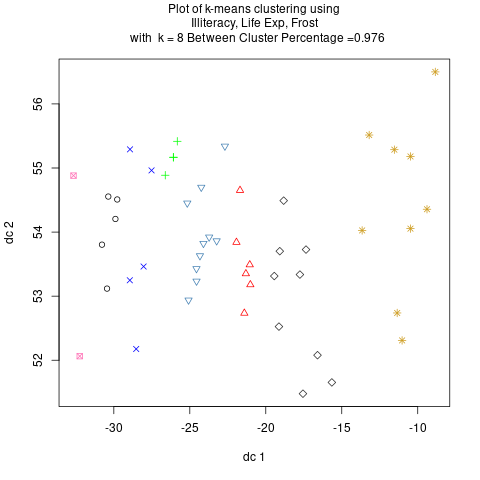 Plot of k-means clustering using
Illiteracy, Life Exp, Frost
with  k = 8 Between Cluster Percentage =0.976
dc 2
56
55
54
53
52
-30
-25
-20
-15
-10
dc 1